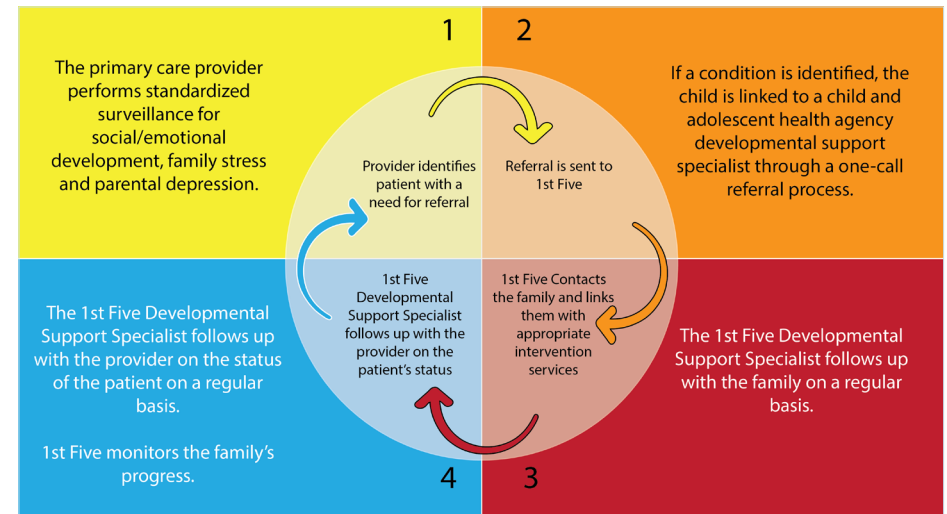 1
The primary care provider
performs standardized
surveillance for
social/emotional
development, family stress
and parental depression.
Provider identifies
patient with a
need for referral
2
If a condition is identified, the
child is linked to a child and
adolescent health agency
developmental support
specialist through a one-call
referral process.
Referral is sent to
1st Five
1st Five Contacts
the family and links
them with
appropriate
intervention
services
The 1st Five Developmental
Support Specialist follows up
with the family on a regular
basis.
3
1st Five
Developmental
Support Specialist
follows up with the
provider on the
patient's status
The 1st Five Developmental
Support Specialist follows up
with the provider on the status
of the patient on a regular
basis.
1st Five monitors the family's
progress.
4